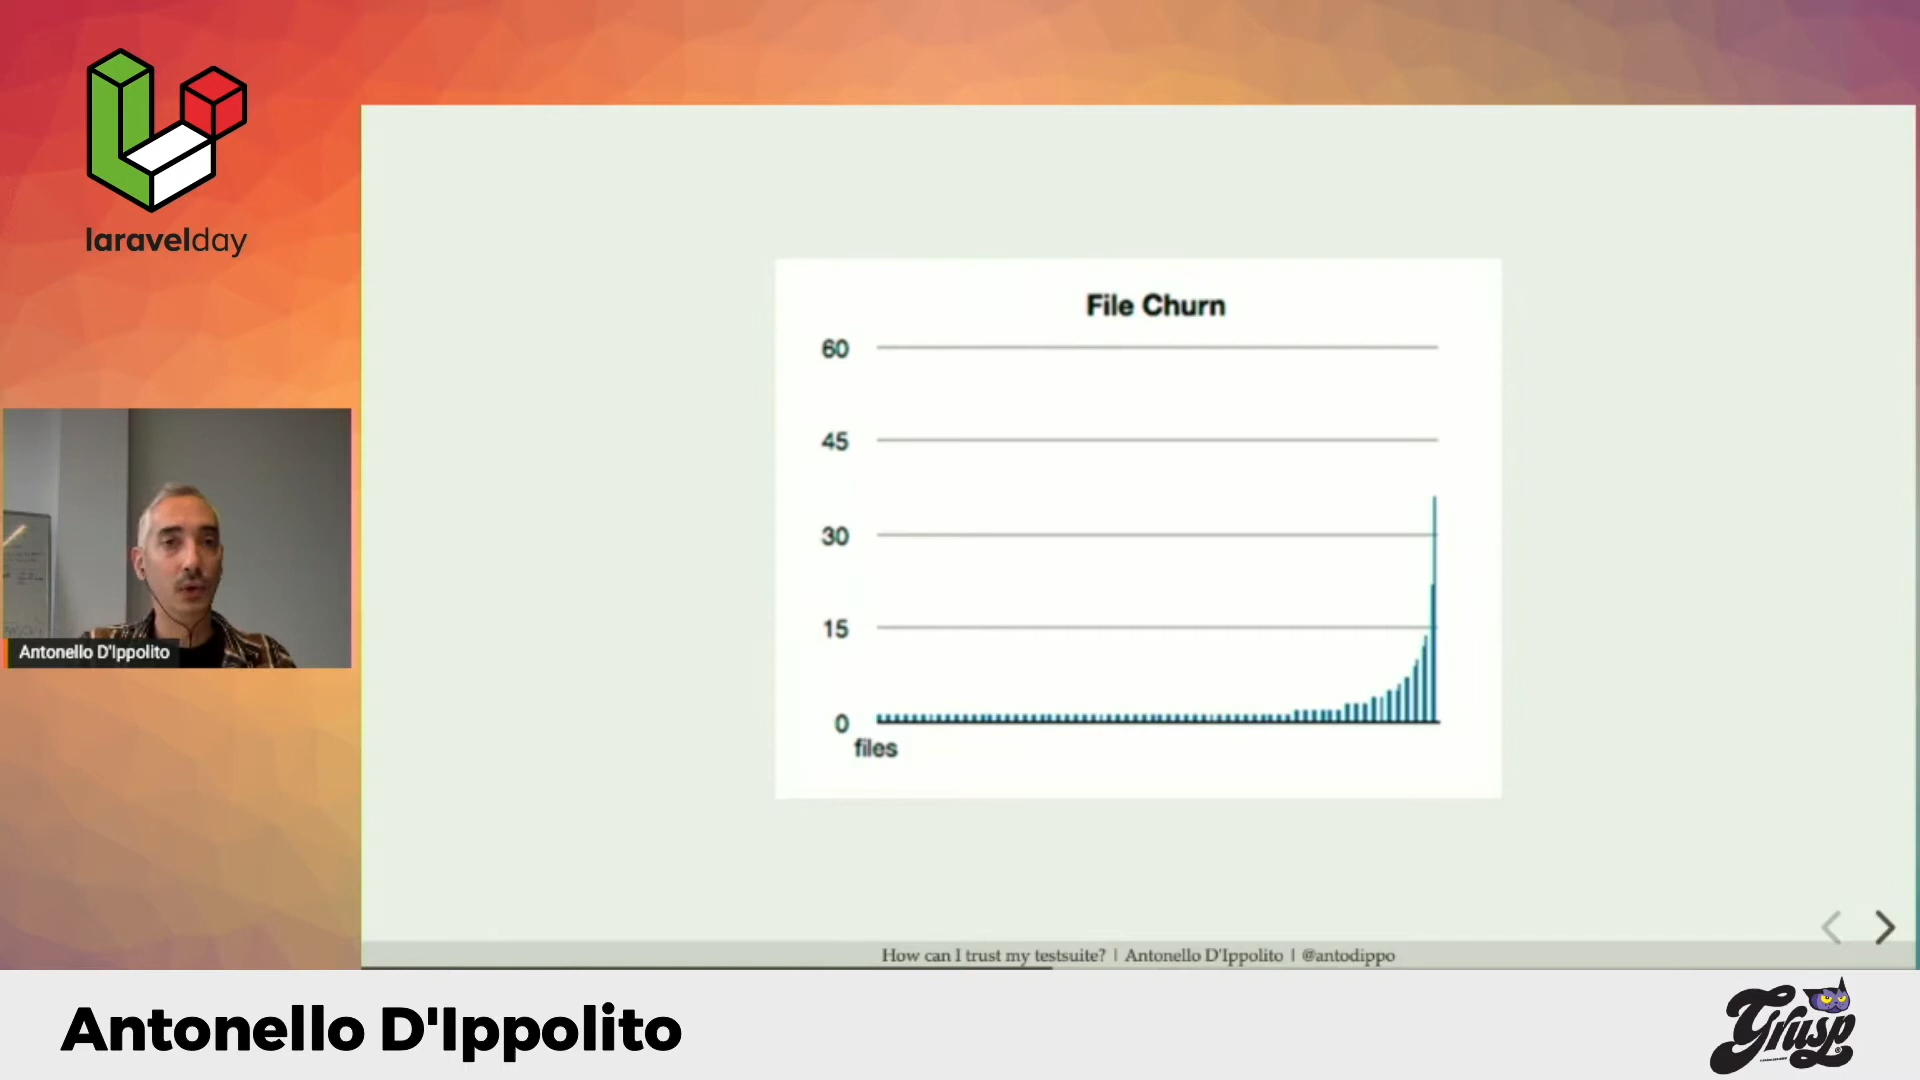 laravelday
File Churn
60
45
30
15
0
files
Antonello D'Ippolito
How can I trust my testsuite? | Antonello D'Ippolito | @antodippo
Antonello D'Ippolito
Grusp